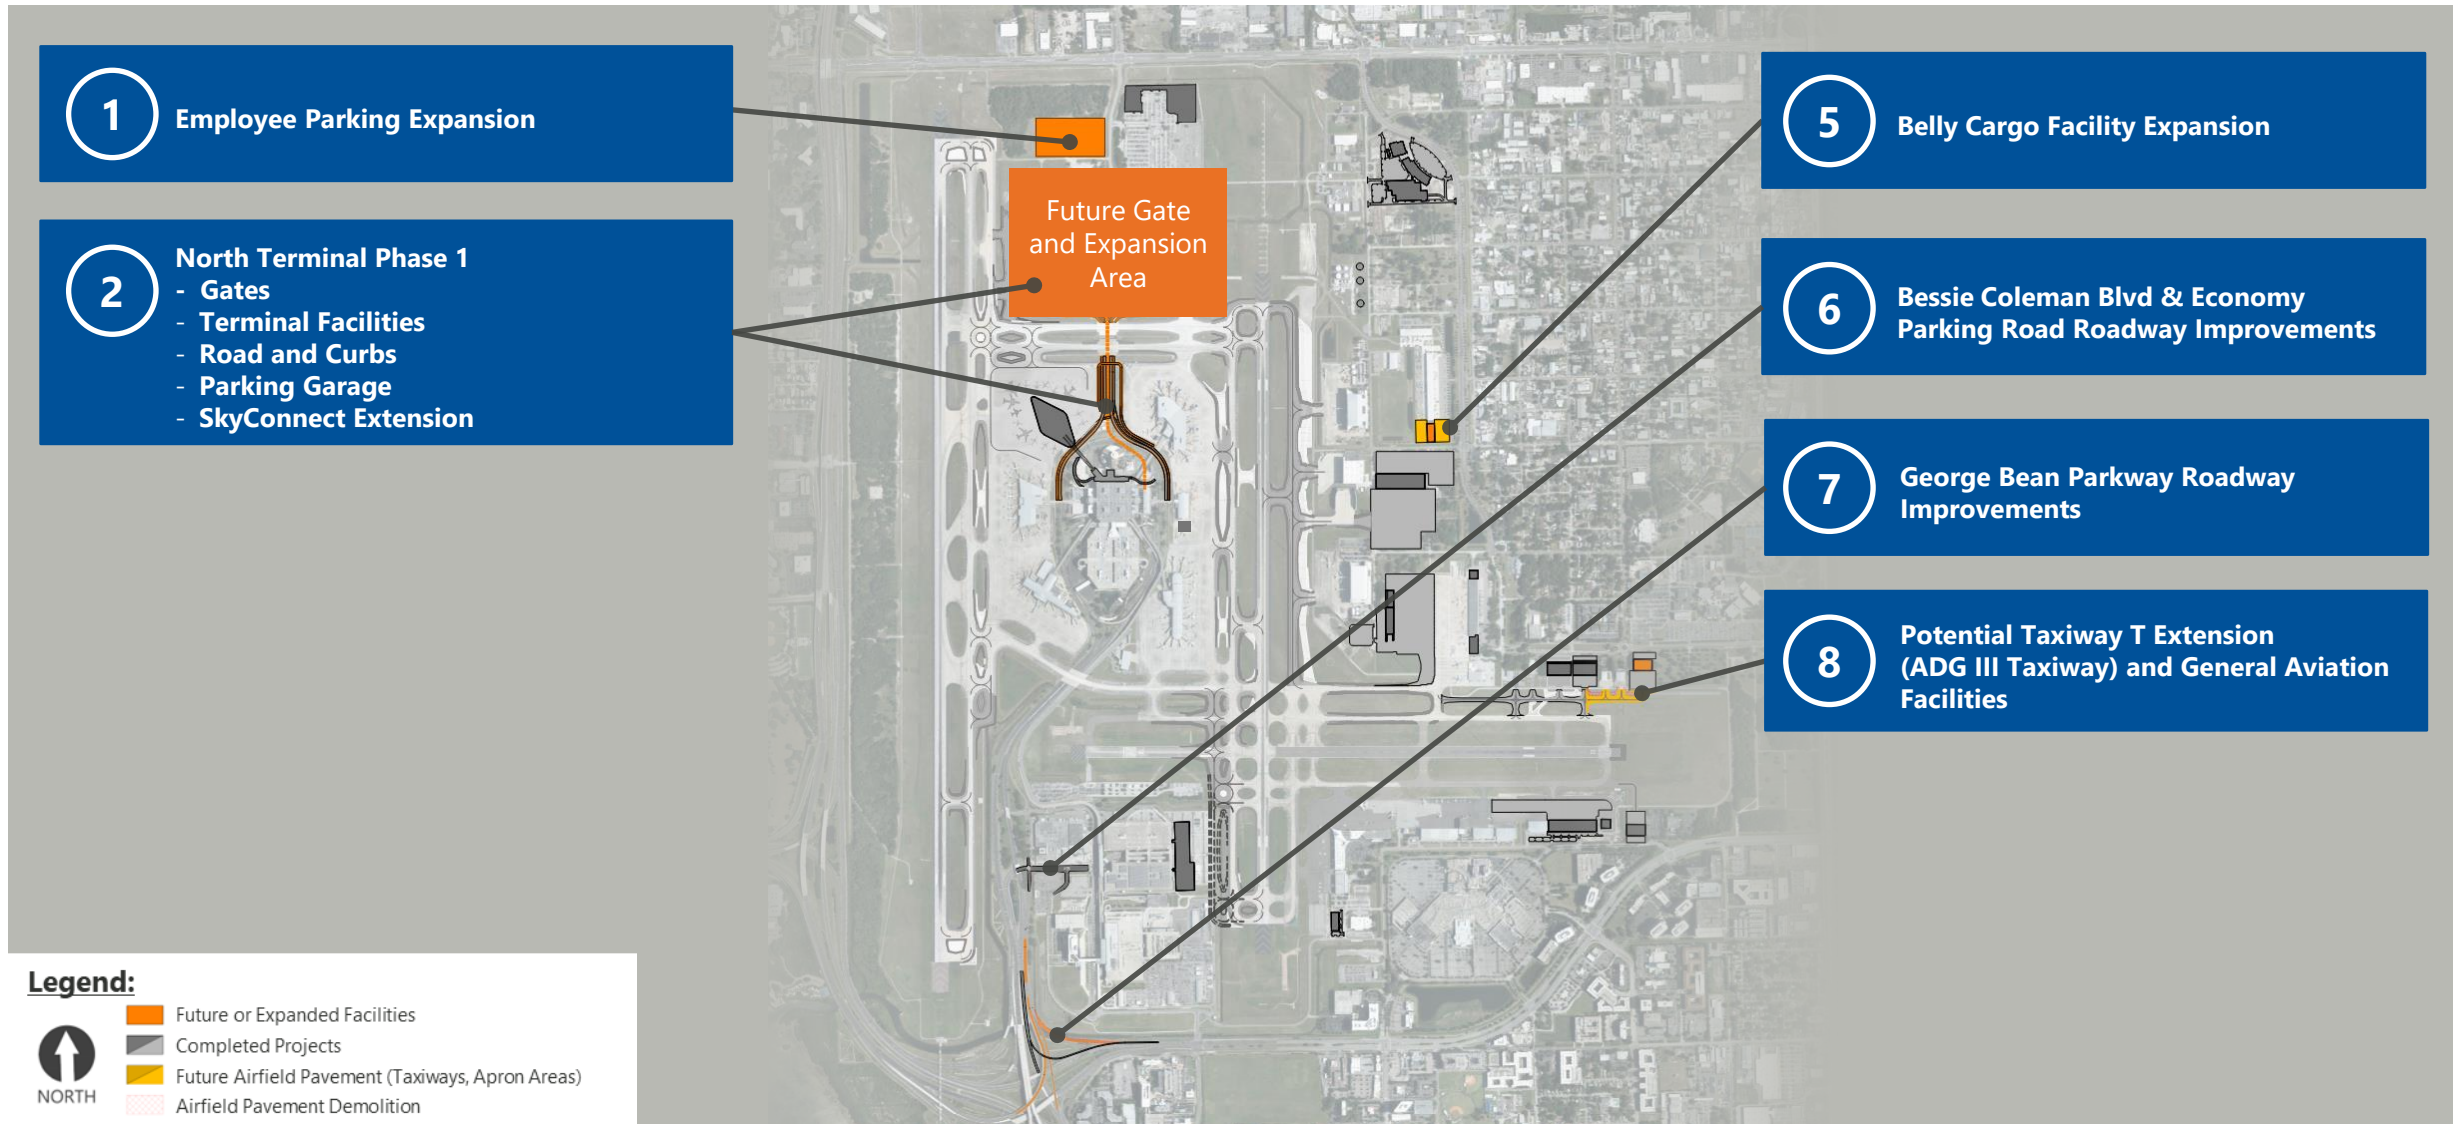 1
Employee Parking Expansion
2
North Terminal Phase 1
- Gates
- Terminal Facilities
- Road and Curbs
- Parking Garage
- SkyConnect Extension
Future Gate
and Expansion
Area
5
Belly Cargo Facility Expansion
6
Bessie Coleman Blvd & Economy
Parking Road Roadway Improvements
7
George Bean Parkway Roadway
Improvements
8
Potential Taxiway T Extension
(ADG III Taxiway) and General Aviation
Facilities
Legend:
Future or Expanded Facilities
Completed Projects
Future Airfield Pavement (Taxiways, Apron Areas)
Airfield Pavement Demolition
NORTH